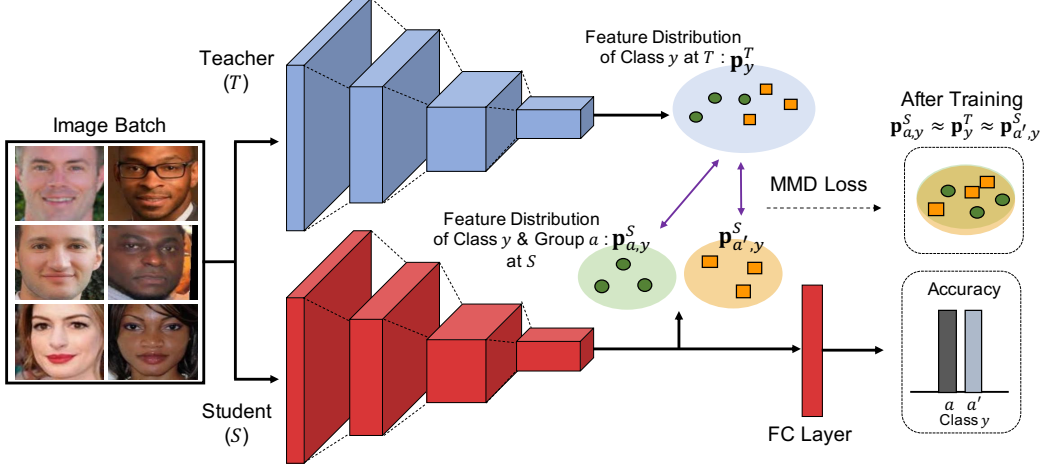 Teacher
(T)
Image Batch
Feature Distribution
of Class y at T : p_y^T
After Training
p_{a,y}^S ≈ p_y^T ≈ p_{a′,y}^S
MMD Loss
Feature Distribution
of Class y & Group a : p_{a,y}^S
at S
p_{a′,y}^S
Accuracy
a a′
Class y
Student
(S)
FC Layer